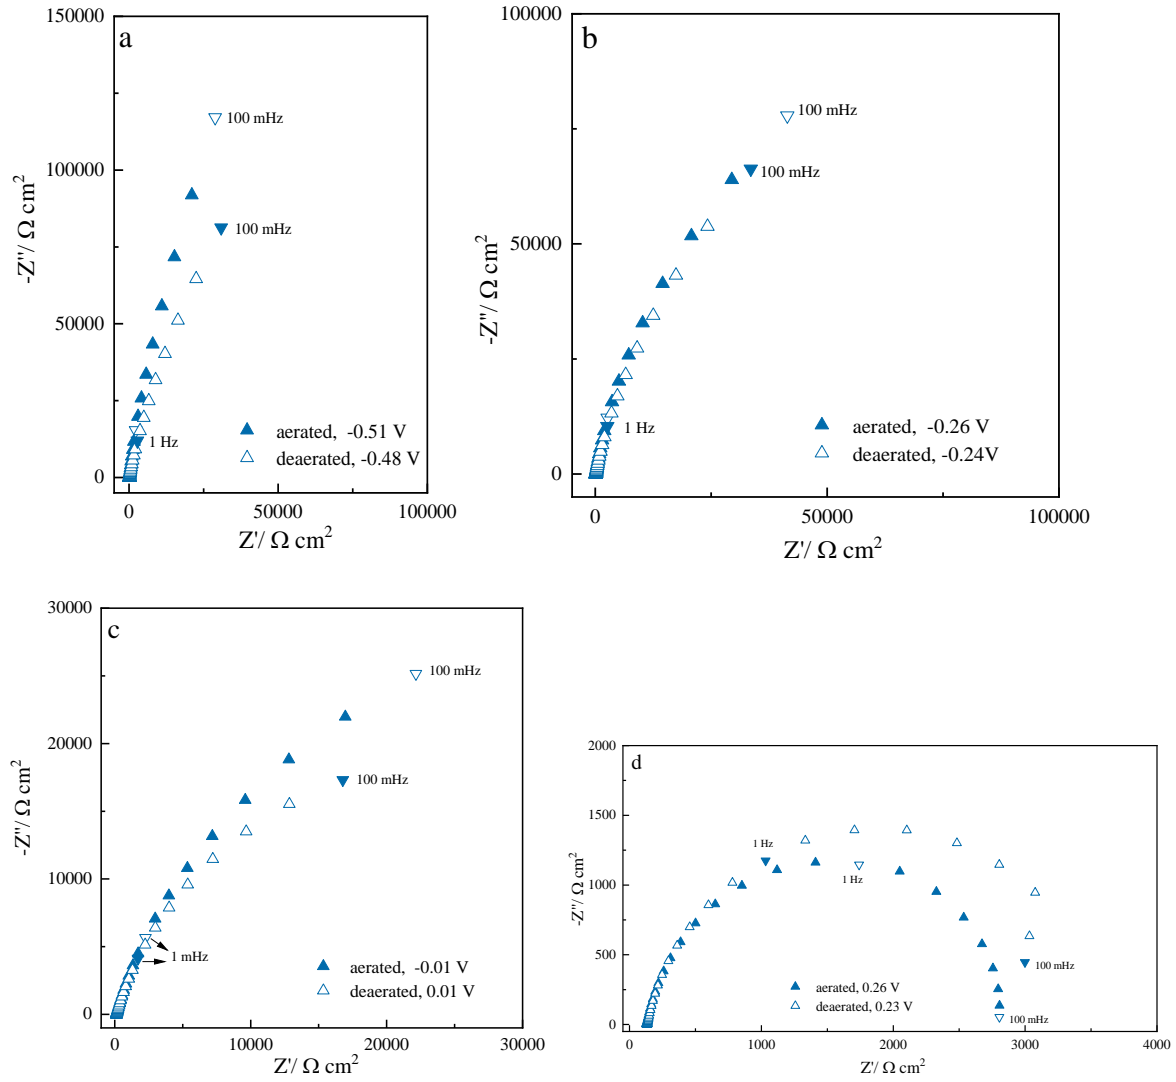 a
150000
100000
50000
0
-Z''/ Ω cm²
100 mHz
100 mHz
1 Hz
aerated, -0.51 V
deaerated, -0.48 V
0 50000 100000
Z'/ Ω cm²
b
100000
50000
0
-Z''/ Ω cm²
100 mHz
100 mHz
1 Hz
aerated, -0.26 V
deaerated, -0.24V
0 50000 100000
Z'/ Ω cm²
c
30000
20000
10000
0
-Z''/ Ω cm²
100 mHz
100 mHz
1 mHz
aerated, -0.01 V
deaerated, 0.01 V
0 10000 20000 30000
Z'/ Ω cm²
d
2000
1500
1000
500
0
-Z''/ Ω cm²
1 Hz
1 Hz
100 mHz
100 mHz
aerated, 0.26 V
deaerated, 0.23 V
0 1000 2000 3000 4000
Z'/ Ω cm²